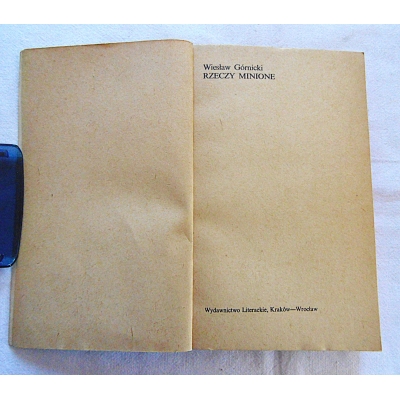 Wiesław Górnicki
RZECZY MINIONE
Wydawnictwo Literackie, Kraków—Wrocław